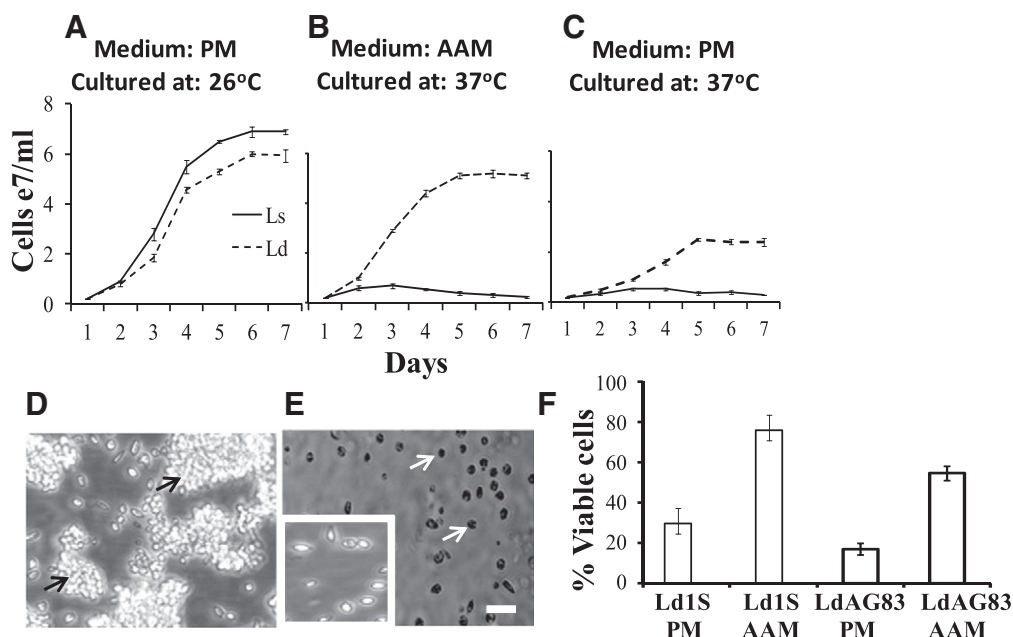 A
Medium: PM
Cultured at: 26°C
B
Medium: AAM
Cultured at: 37°C
C
Medium: PM
Cultured at: 37°C
Cells e7/ml
8
6
4
2
0
Ls
Ld
1 2 3 4 5 6 7
1 2 3 4 5 6 7
1 2 3 4 5 6 7
Days
D
E
F
% Viable cells
100
80
60
40
20
0
Ld1S PM
Ld1S AAM
LdAG83 PM
LdAG83 AAM